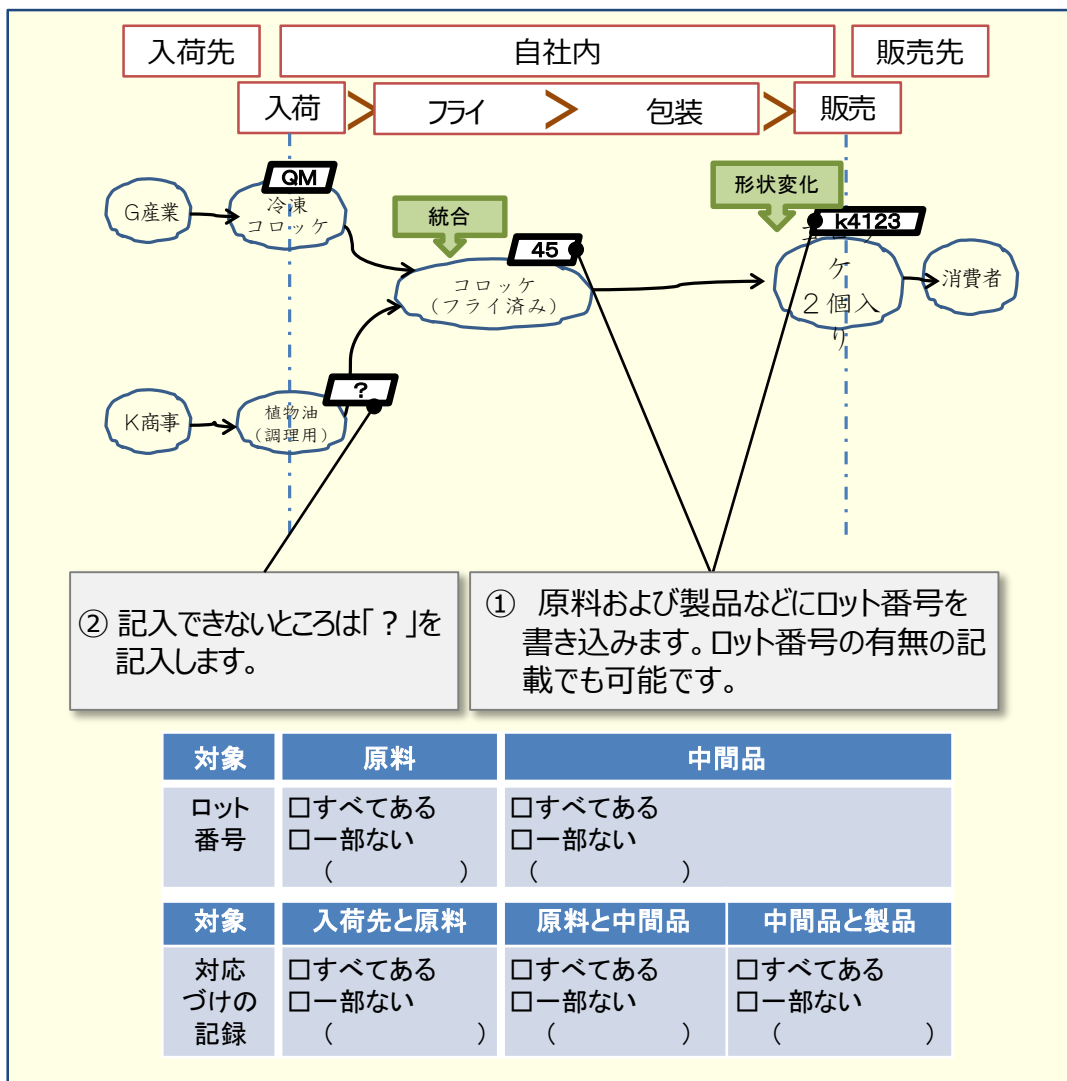 入荷先
自社内
販売先
入荷
フライ
包装
販売
QM
形状変化
G産業
冷凍
コロッケ
統合
k4123
45
ケ
2個入
り
消費者
コロッケ
(フライ済み)
?
K商事
植物油
(調理用)
② 記入できないところは「?」を
記入します。
① 原料および製品などにロット番号を
書き込みます。ロット番号の有無の記
載でも可能です。
対象 原料 中間品
ロット
番号
□すべてある
□一部ない
( )
□すべてある
□一部ない
( )
対象 入荷先と原料 原料と中間品 中間品と製品
対応
づけの
記録
□すべてある
□一部ない
( )
□すべてある
□一部ない
( )
□すべてある
□一部ない
( )